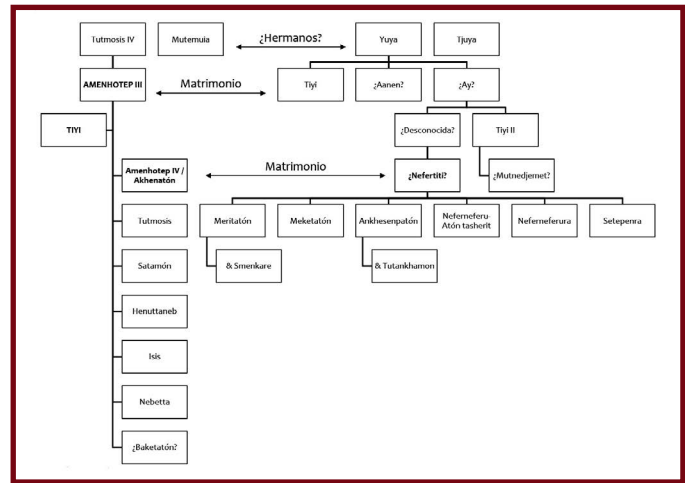 Tutmosis IV
Mutemuia
¿Hermanos?
Yuya
Tjuya
AMENHOTEP III
Matrimonio
Tiyi
¿Aanen?
¿Ay?
TIYI
¿Desconocida?
Tiyi II
Amenhotep IV /
Akhenatón
Matrimonio
¿Nefertiti?
¿Mutnedjemet?
Tutmosis
Meritatón
Meketatón
Ankhesenpatón
Neferneferu-
Atón tasherit
Neferneferura
Setepenra
Satamón
& Smenkare
& Tutankhamon
Henuttaneb
Isis
Nebetta
¿Baketatón?